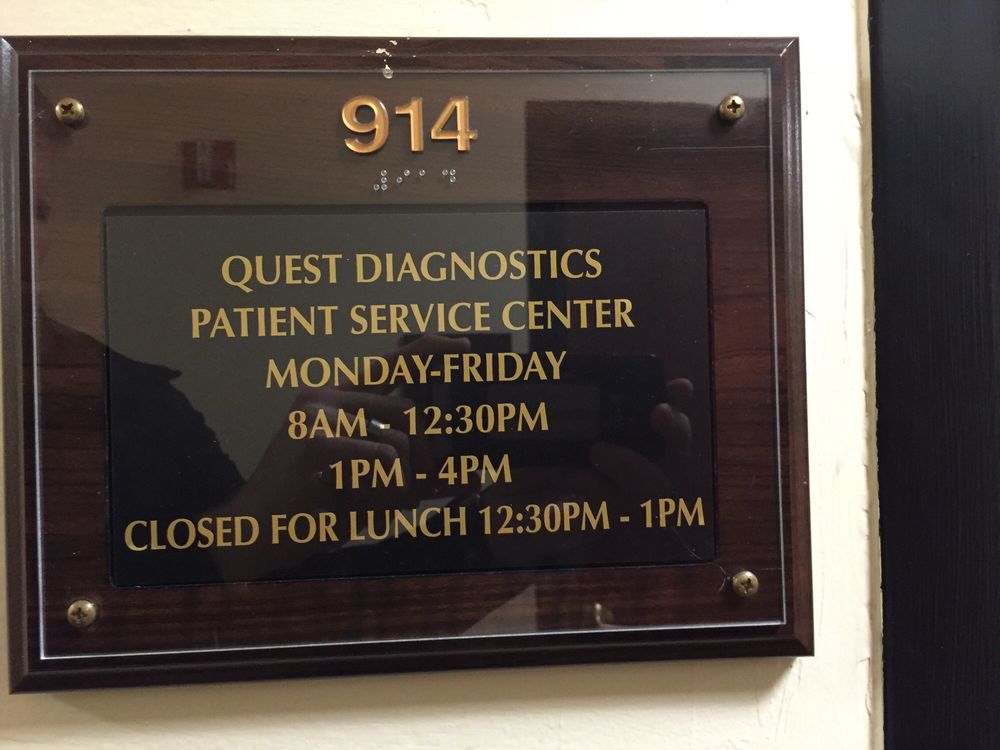 914
QUEST DIAGNOSTICS
PATIENT SERVICE CENTER
MONDAY-FRIDAY
8AM - 12:30PM
1PM - 4PM
CLOSED FOR LUNCH 12:30PM - 1PM